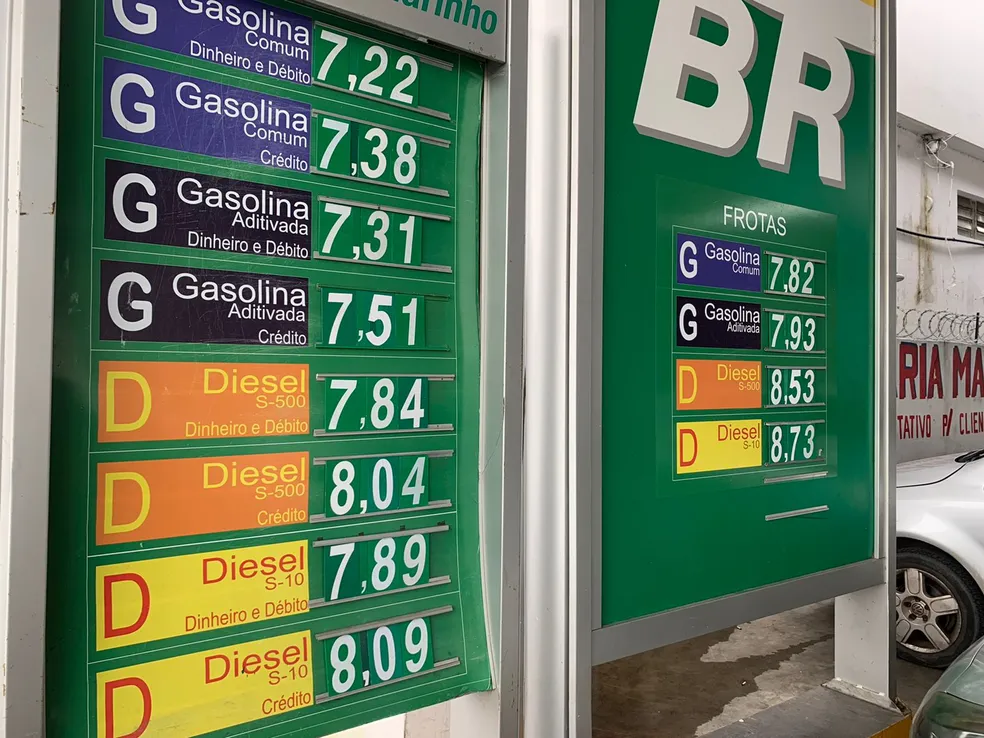 Gasolina
Comum
Dinheiro e Débito
G
7,22
Gasolina
Comum
Crédito
G
7,38
Gasolina
Aditivada
Dinheiro e Débito
G
7,31
Gasolina
Aditivada
Crédito
G
7,51
D
Diesel
S-500
Dinheiro e Débito
7,84
D
Diesel
S-500
Crédito
8,04
D
Diesel
S-10
Dinheiro e Débito
7,89
D
Diesel
S-10
Crédito
8,09
BR
FROTAS
G
Gasolina
Comum
7,82
G
Gasolina
Aditivada
7,93
D
Diesel
S-500
8,53
D
Diesel
S-10
8,73
RIA MA
TATIVO P/ CLIEN